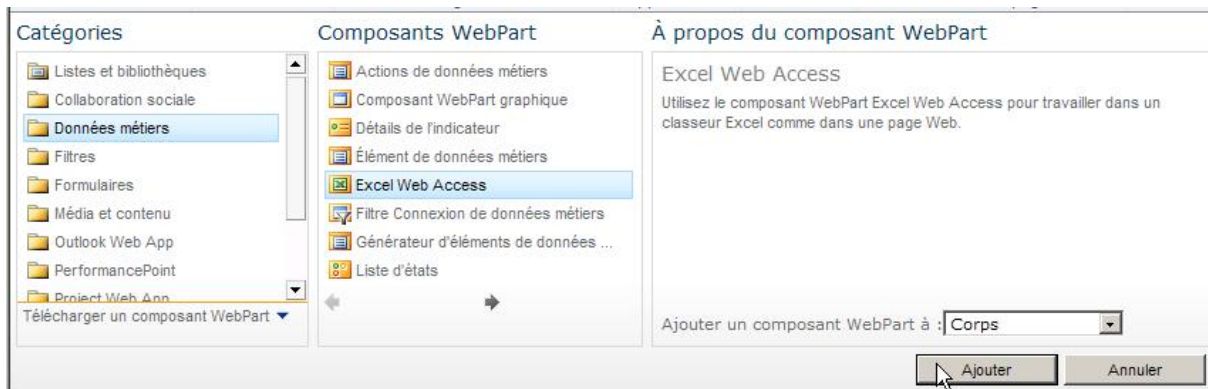 Catégories
Listes et bibliothèques
Collaboration sociale
Données métiers
Filtres
Formulaires
Média et contenu
Outlook Web App
PerformancePoint
Project Web App
Télécharger un composant WebPart
Composants WebPart
Actions de données métiers
Composant WebPart graphique
Détails de l'indicateur
Élément de données métiers
Excel Web Access
Filtre Connexion de données métiers
Générateur d'éléments de données ...
Liste d'états
À propos du composant WebPart
Excel Web Access
Utilisez le composant WebPart Excel Web Access pour travailler dans un
classeur Excel comme dans une page Web.
Ajouter un composant WebPart à : Corps
Ajouter Annuler